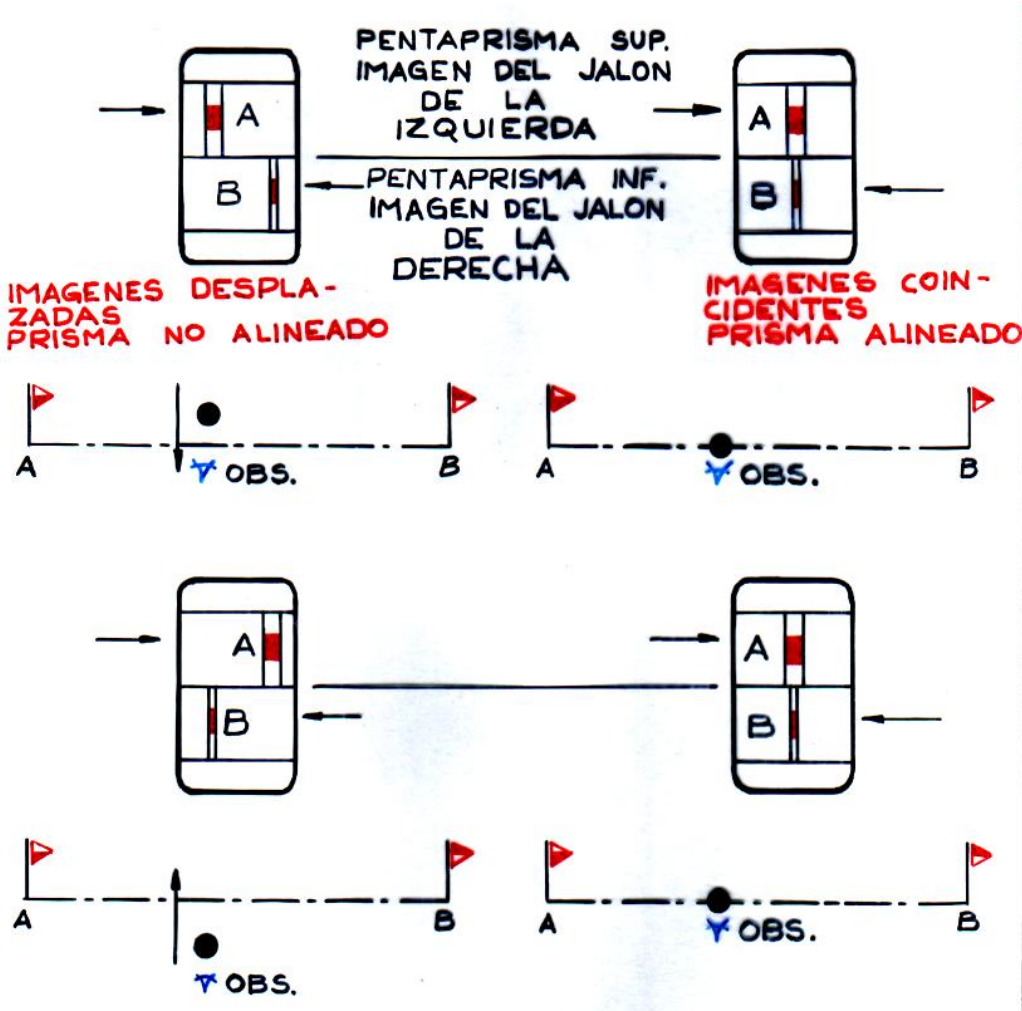 PENTAPRISMA SUP.
IMAGEN DEL JALON
DE LA
IZQUIERDA
A
A
B
PENTAPRISMA INF.
IMAGEN DEL JALON
DE LA
DERECHA
B
IMAGENES DESPLA-
ZADAS
PRISMA NO ALINEADO
IMAGENES COIN-
CIDENTES
PRISMA ALINEADO
A
OBS.
B
A
OBS.
B
A
B
A
B
A
B
OBS.
A
OBS.
B